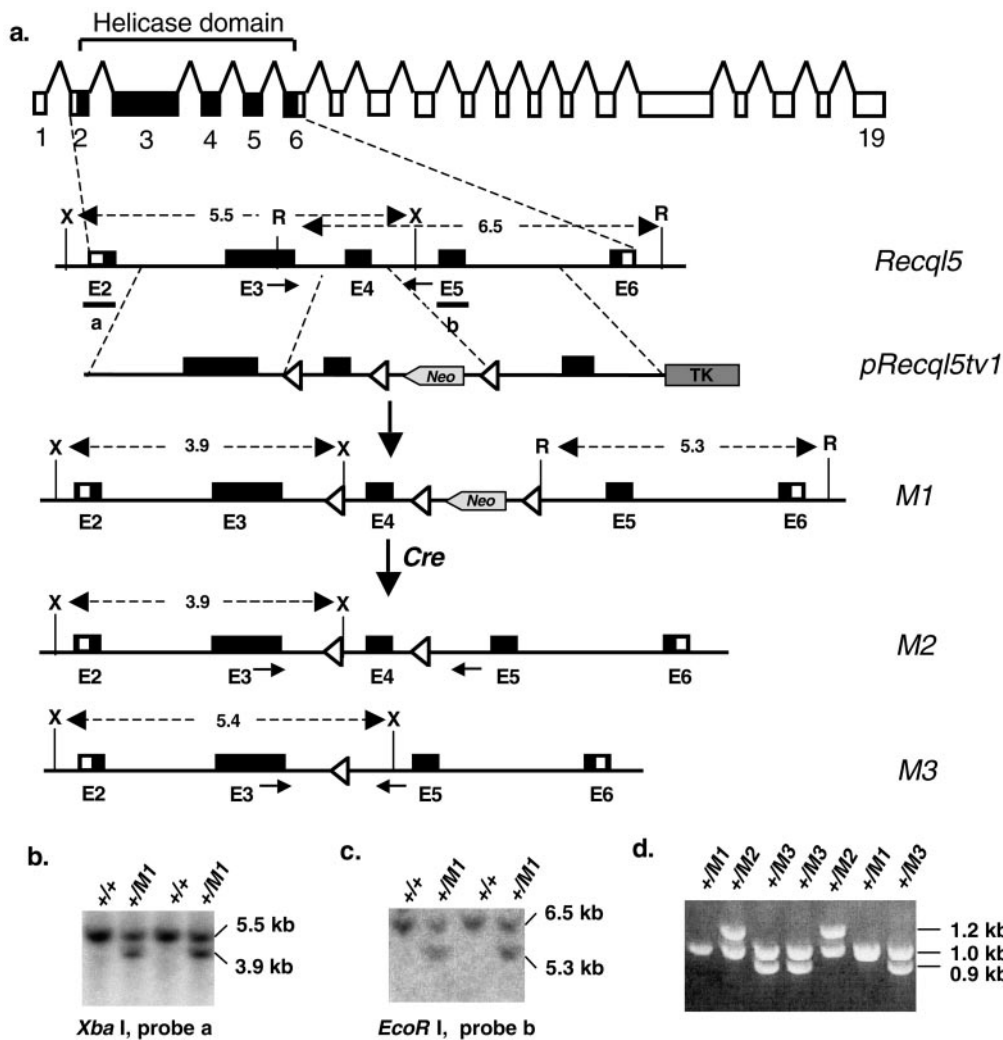 a.
Helicase domain
1 2 3 4 5 6 19
X 5.5 R X 6.5 R
E2 E3 E4 E5 E6
Recql5
a b
Neo TK
pRecql5tv1
X 3.9 X R 5.3 R
Neo
E2 E3 E4 E5 E6
M1
Cre
X 3.9 X
E2 E3 E4 E5 E6
M2
X 5.4 X
E2 E3 E5 E6
M3
b.
+/+ +/M1 +/+ +/M1
5.5 kb
3.9 kb
Xba I, probe a
c.
+/+ +/M1 +/+ +/M1
6.5 kb
5.3 kb
EcoR I, probe b
d.
+/M1 +/M2 +/M3 +/M3 +/M2 +/M1 +/M3
1.2 kb
1.0 kb
0.9 kb